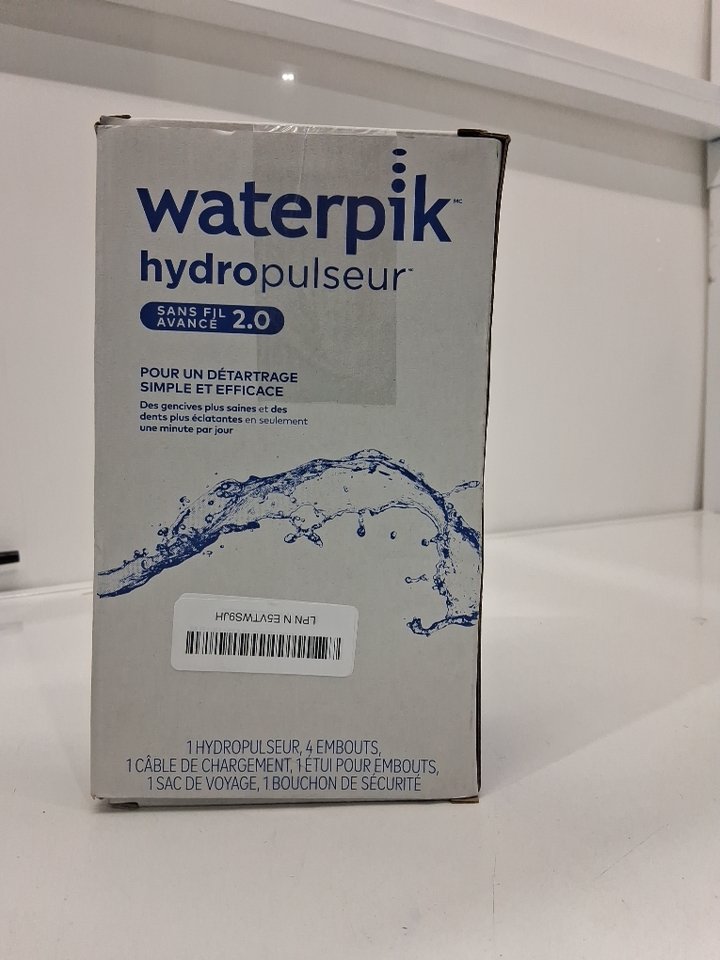 waterpik MC
hydropulseur
SANS FIL
AVANCÉ 2.0
POUR UN DÉTARTRAGE
SIMPLE ET EFFICACE
Des gencives plus saines et des
dents plus éclatantes en seulement
une minute par jour
LPN N E5VTWS9JH
1 HYDROPULSEUR, 4 EMBOUTS,
1 CÂBLE DE CHARGEMENT, 1 ÉTUI POUR EMBOUTS,
1 SAC DE VOYAGE, 1 BOUCHON DE SÉCURITÉ